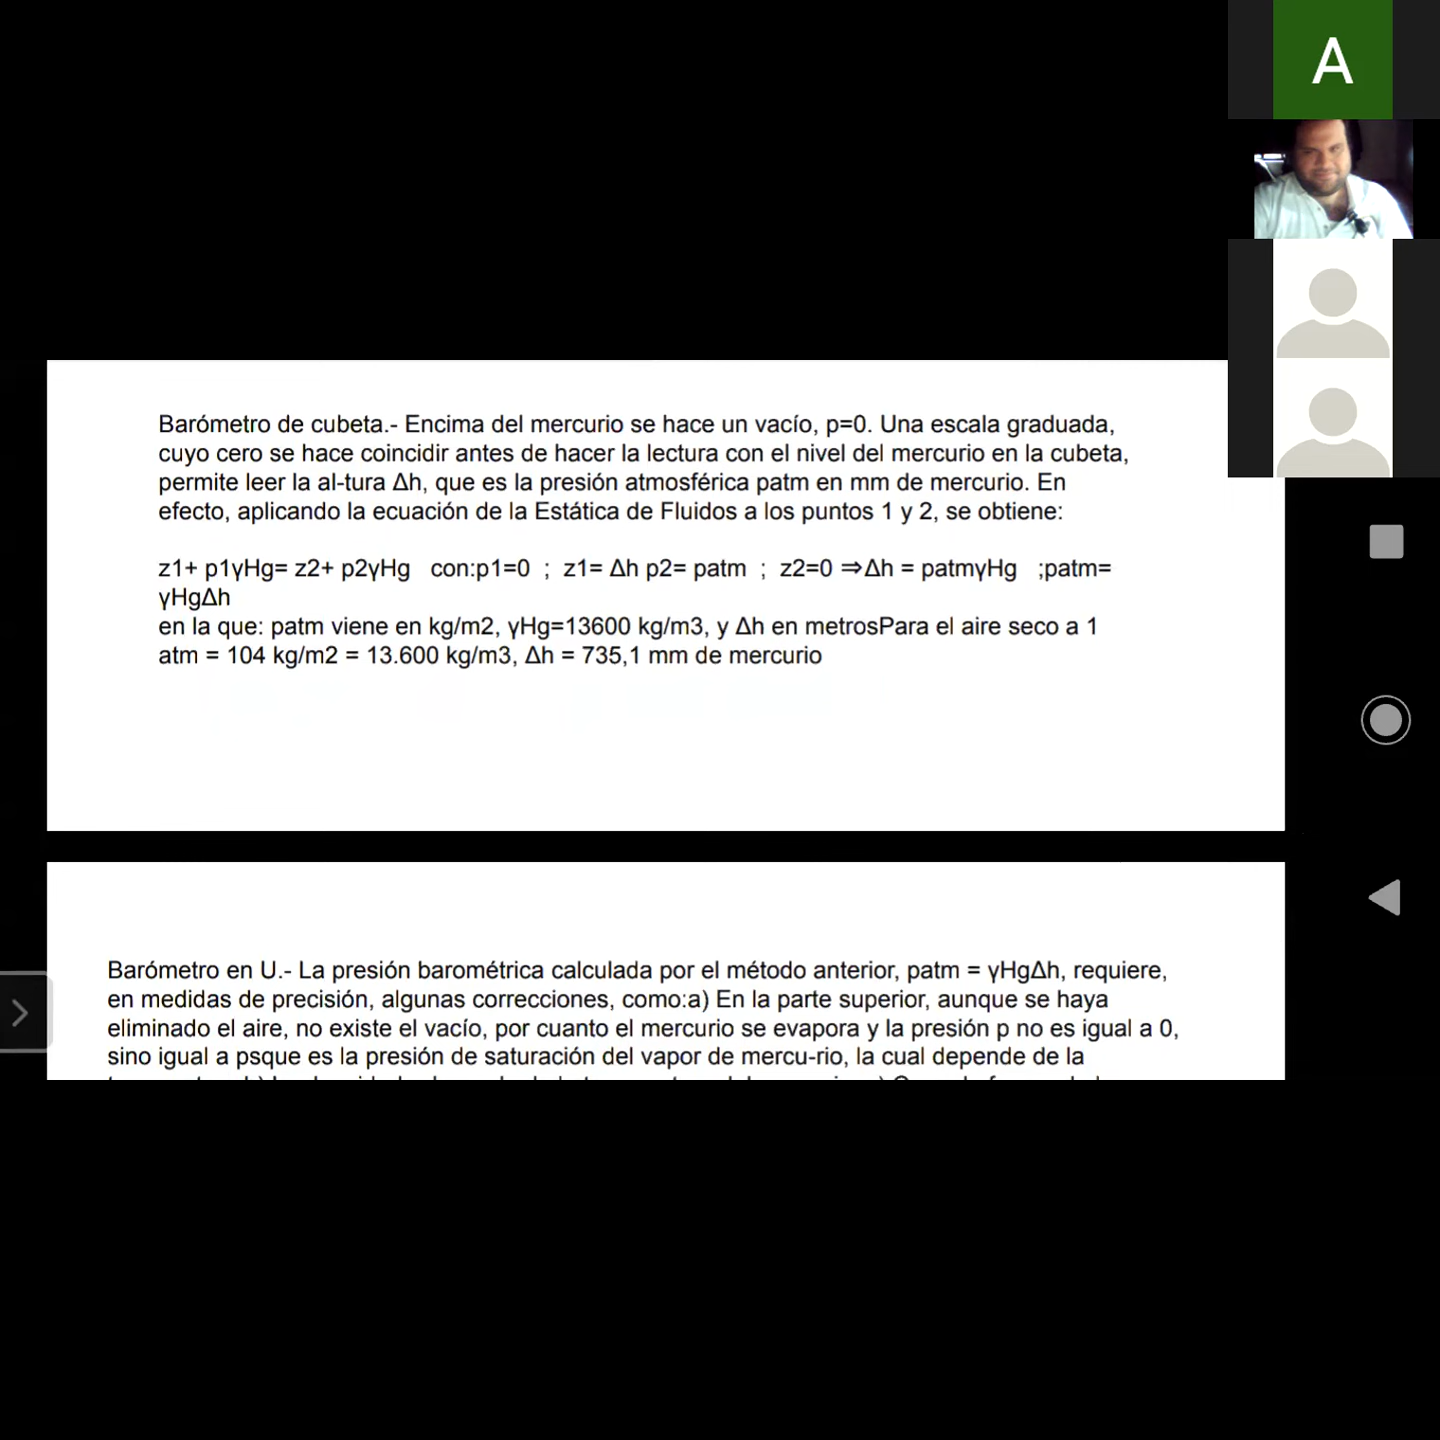 A
Barómetro de cubeta.- Encima del mercurio se hace un vacío, p=0. Una escala graduada,
cuyo cero se hace coincidir antes de hacer la lectura con el nivel del mercurio en la cubeta,
permite leer la al-tura Δh, que es la presión atmosférica patm en mm de mercurio. En
efecto, aplicando la ecuación de la Estática de Fluidos a los puntos 1 y 2, se obtiene:
z1+ p1γHg= z2+ p2γHg con:p1=0 ; z1= Δh p2= patm ; z2=0 ⇒Δh = patmγHg ;patm=
γHgΔh
en la que: patm viene en kg/m2, γHg=13600 kg/m3, y Δh en metrosPara el aire seco a 1
atm = 104 kg/m2 = 13.600 kg/m3, Δh = 735,1 mm de mercurio
Barómetro en U.- La presión barométrica calculada por el método anterior, patm = γHgΔh, requiere,
en medidas de precisión, algunas correcciones, como:a) En la parte superior, aunque se haya
eliminado el aire, no existe el vacío, por cuanto el mercurio se evapora y la presión p no es igual a 0,
sino igual a psque es la presión de saturación del vapor de mercu-rio, la cual depende de la